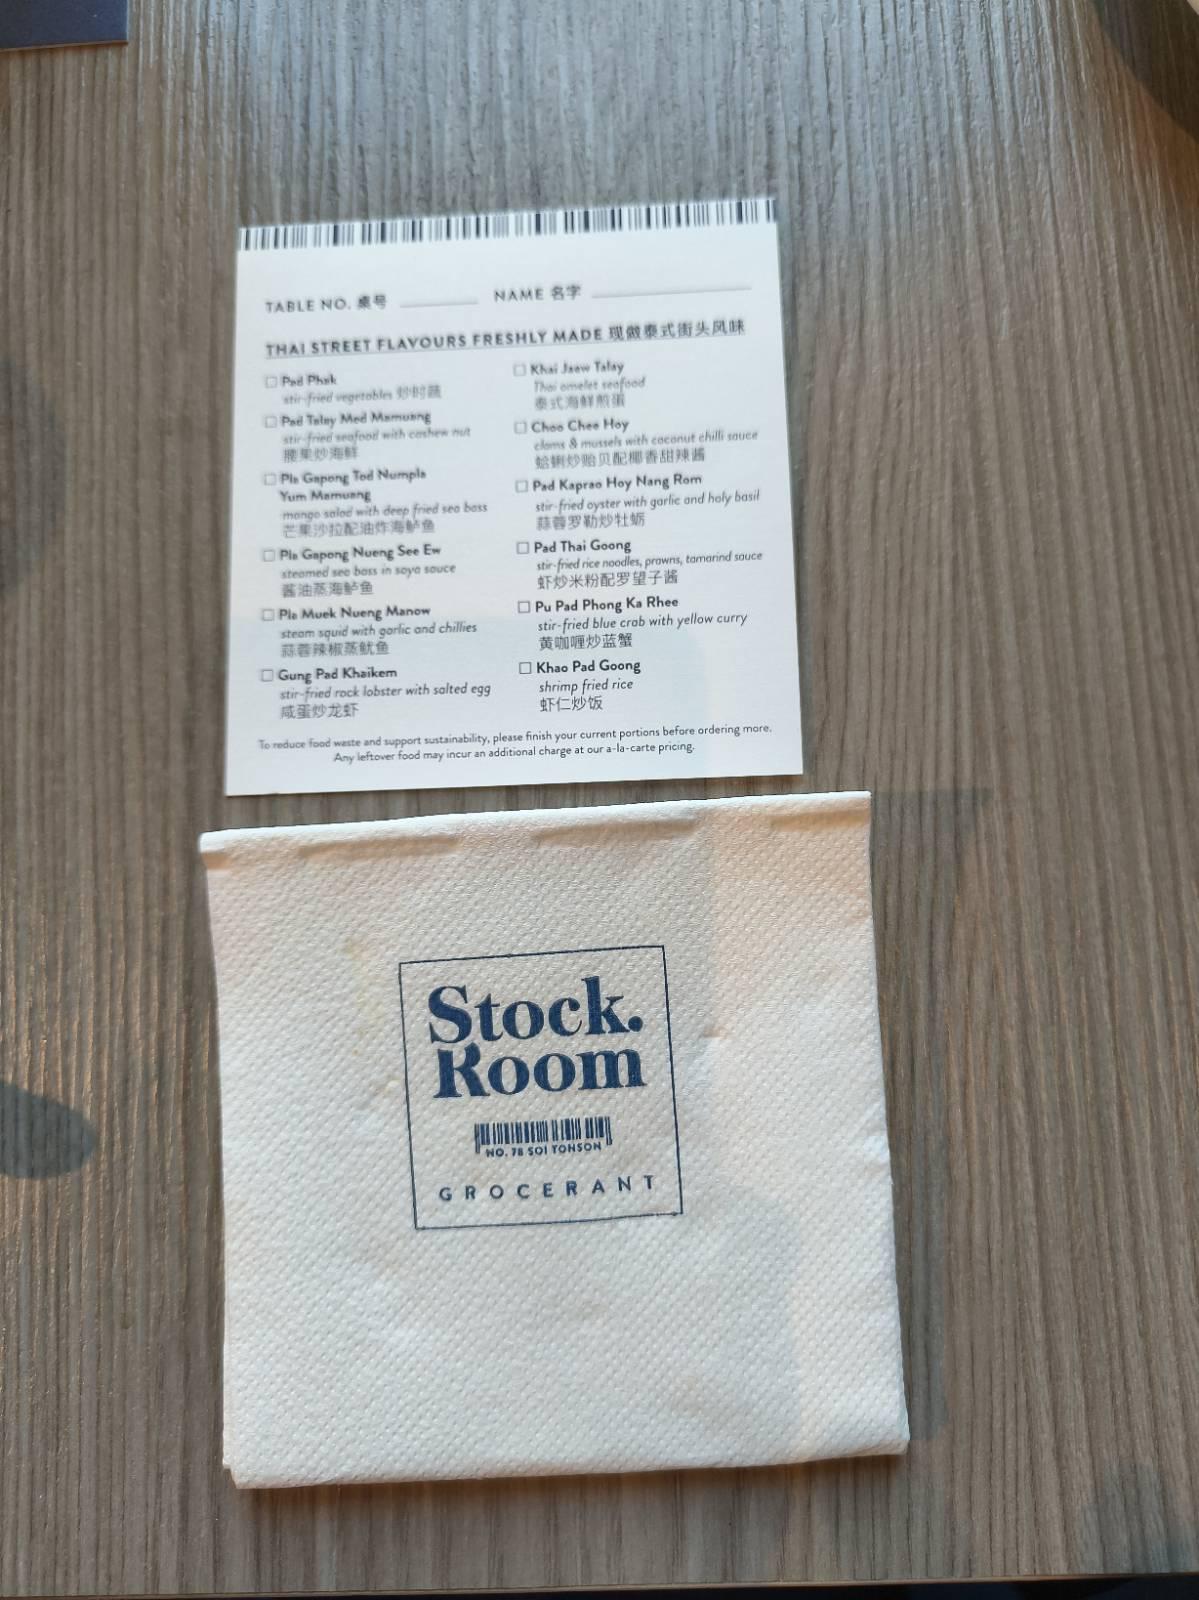 TABLE NO. 桌号 NAME 名字
THAI STREET FLAVOURS FRESHLY MADE 现做泰式街头风味
Pad Phak
stir-fried vegetables 炒时蔬
Pad Talay Med Mamuang
stir-fried seafood with cashew nut
腰果炒海鲜
Pla Gapong Tod Numpla
Yum Mamuang
mango salad with deep fried sea bass
芒果沙拉配油炸海鲈鱼
Pla Gapong Nueng See Ew
steamed sea bass in soya sauce
酱油蒸海鲈鱼
Pla Muek Nueng Manow
steam squid with garlic and chillies
蒜蓉辣椒蒸鱿鱼
Gung Pad Khaikem
stir-fried rock lobster with salted egg
咸蛋炒龙虾
Khai Jaew Talay
Thai omelet seafood
泰式海鲜煎蛋
Choo Chee Hoy
clams & mussels with coconut chilli sauce
蛤蜊炒贻贝配椰香甜辣酱
Pad Kaprao Hoy Nang Rom
stir-fried oyster with garlic and holy basil
蒜蓉罗勒炒牡蛎
Pad Thai Goong
stir-fried rice noodles, prawns, tamarind sauce
虾炒米粉配罗望子酱
Pu Pad Phong Ka Rhee
stir-fried blue crab with yellow curry
黄咖喱炒蓝蟹
Khao Pad Goong
shrimp fried rice
虾仁炒饭
To reduce food waste and support sustainability, please finish your current portions before ordering more.
Any leftover food may incur an additional charge at our a-la-carte pricing.
Stock.
Room
NO. 78 SOI TONSON
GROCERANT